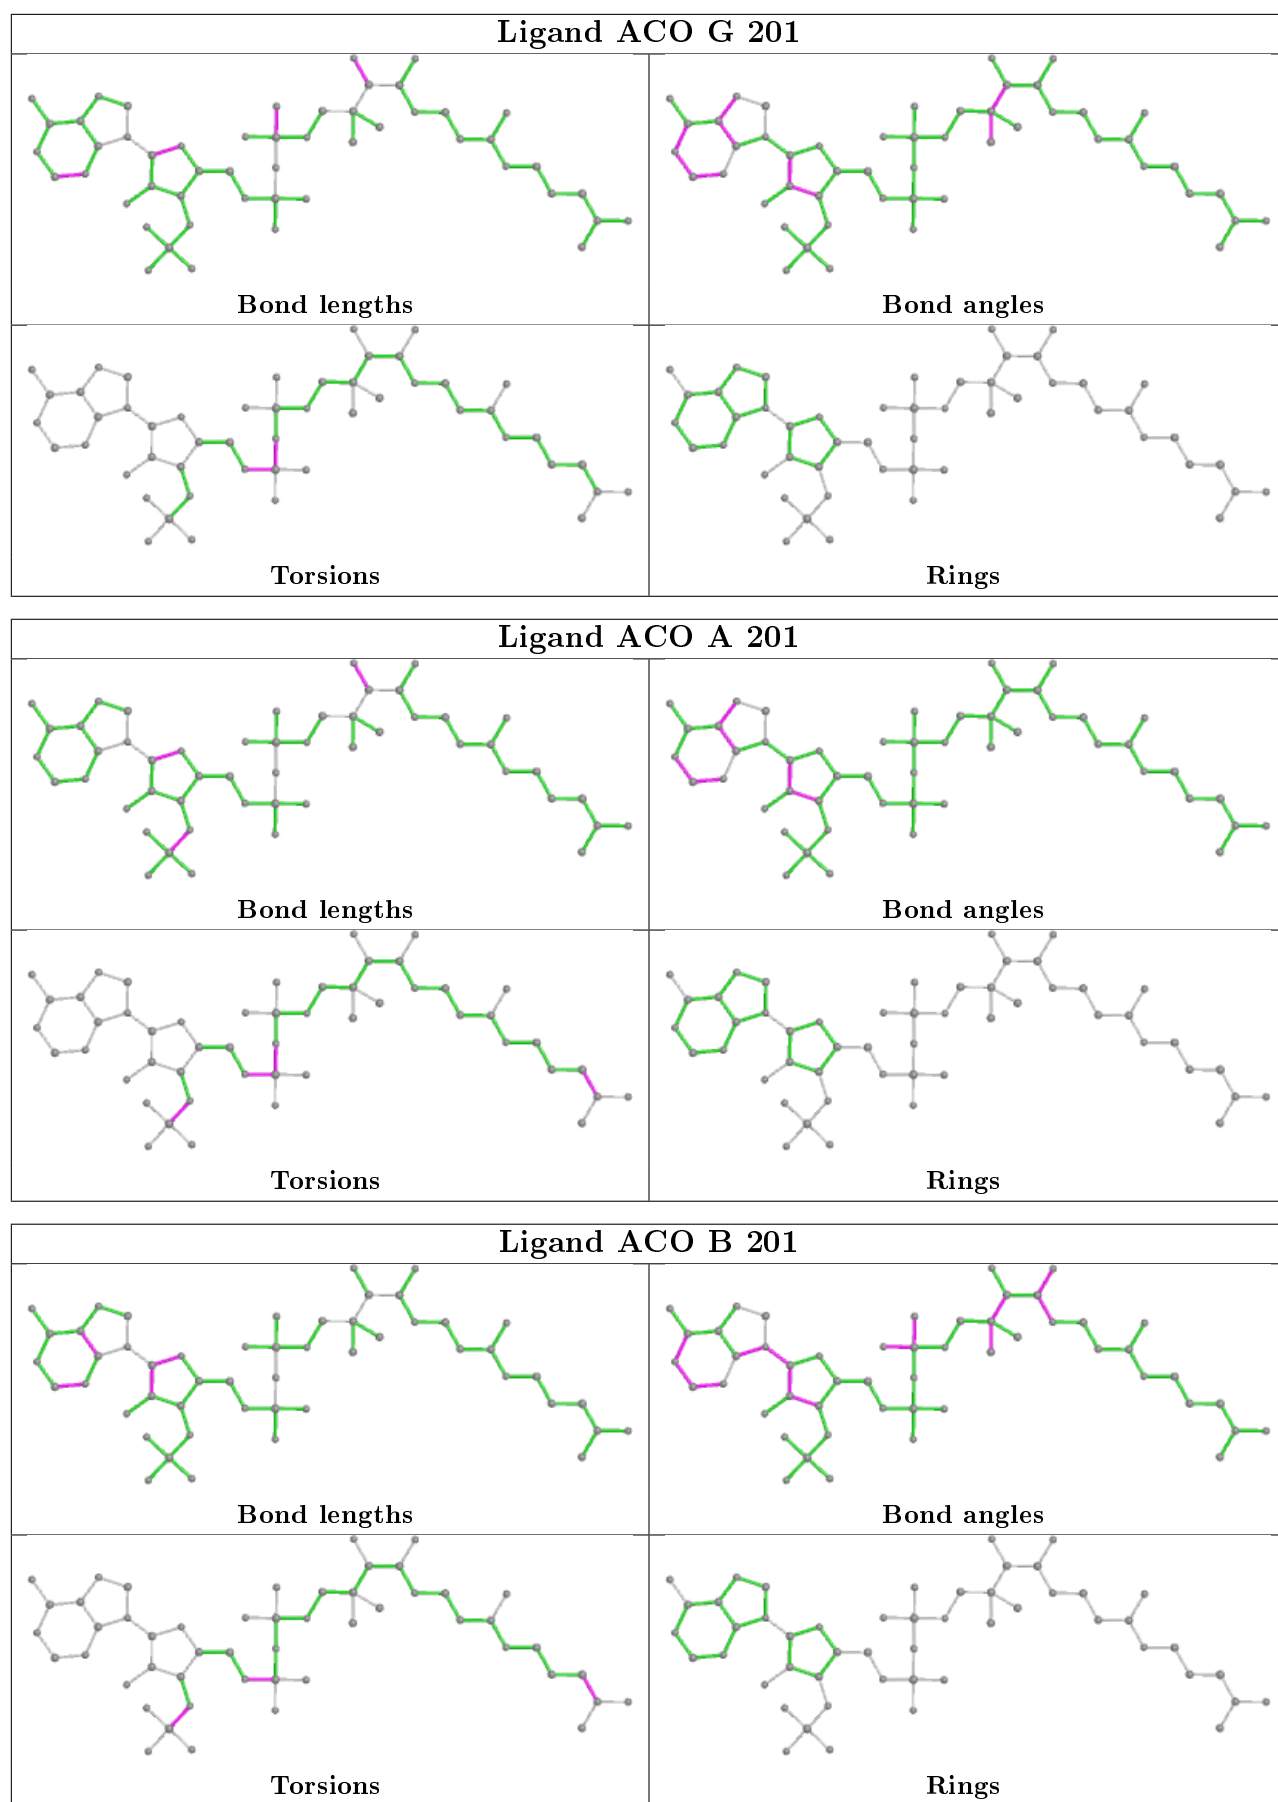 Ligand ACO G 201
Bond lengths
Bond angles
Torsions
Rings
Ligand ACO A 201
Bond lengths
Bond angles
Torsions
Rings
Ligand ACO B 201
Bond lengths
Bond angles
Torsions
Rings